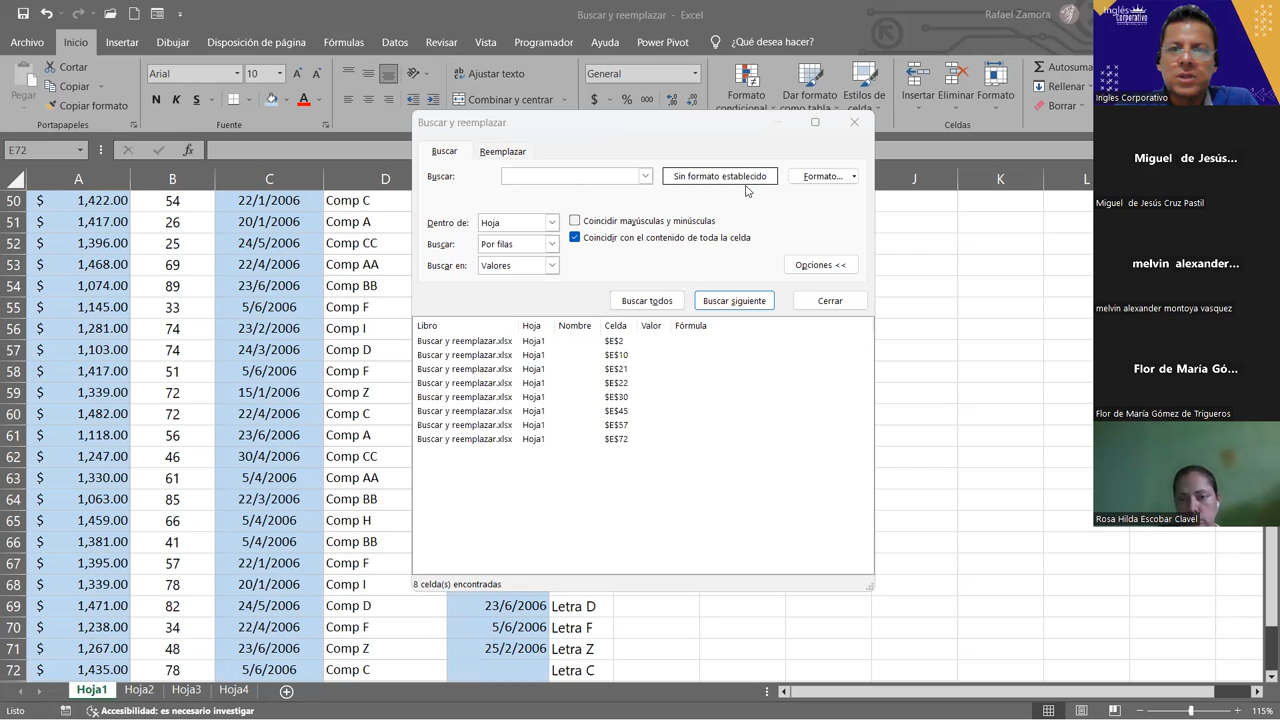 Buscar y reemplazar - Excel
Rafael Zamora
Archivo Inicio Insertar Dibujar Disposición de página Fórmulas Datos Revisar Vista Programador Ayuda Power Pivot ¿Qué desea hacer?
Pegar
Cortar
Copiar
Copiar formato
Portapapeles
Arial 10
N K S
Fuente
Ajustar texto
Combinar y centrar
General
$ % 000
Formato
condicional
Dar formato
como tabla
Estilos de
celda
Insertar Eliminar Formato
Celdas
Autosuma
Rellenar
Borrar
E72
fx
A B C D J K L
50 $ 1,422.00 54 22/1/2006 Comp C
51 $ 1,417.00 26 20/1/2006 Comp A
52 $ 1,396.00 25 24/5/2006 Comp CC
53 $ 1,468.00 69 22/4/2006 Comp AA
54 $ 1,074.00 89 23/6/2006 Comp BB
55 $ 1,145.00 33 5/6/2006 Comp F
56 $ 1,281.00 74 23/2/2006 Comp I
57 $ 1,103.00 74 24/3/2006 Comp D
58 $ 1,417.00 51 5/6/2006 Comp F
59 $ 1,339.00 72 15/1/2006 Comp Z
60 $ 1,482.00 72 22/4/2006 Comp C
61 $ 1,118.00 56 23/6/2006 Comp A
62 $ 1,247.00 46 30/4/2006 Comp CC
63 $ 1,330.00 61 5/4/2006 Comp AA
64 $ 1,063.00 85 22/3/2006 Comp BB
65 $ 1,459.00 66 5/4/2006 Comp H
66 $ 1,381.00 41 5/4/2006 Comp BB
67 $ 1,395.00 57 22/1/2006 Comp F
68 $ 1,339.00 78 20/1/2006 Comp I
69 $ 1,471.00 82 24/5/2006 Comp D 23/6/2006 Letra D
70 $ 1,238.00 34 22/4/2006 Comp F 5/6/2006 Letra F
71 $ 1,267.00 48 23/6/2006 Comp Z 25/2/2006 Letra Z
72 $ 1,435.00 78 5/6/2006 Comp C Letra C
Buscar y reemplazar
Buscar Reemplazar
Buscar: Sin formato establecido Formato...
Dentro de: Hoja Coincidir mayúsculas y minúsculas
Buscar: Por filas Coincidir con el contenido de toda la celda
Buscar en: Valores Opciones <<
Buscar todos Buscar siguiente Cerrar
Libro Hoja Nombre Celda Valor Fórmula
Buscar y reemplazar.xlsx Hoja1 $E$2
Buscar y reemplazar.xlsx Hoja1 $E$10
Buscar y reemplazar.xlsx Hoja1 $E$21
Buscar y reemplazar.xlsx Hoja1 $E$22
Buscar y reemplazar.xlsx Hoja1 $E$30
Buscar y reemplazar.xlsx Hoja1 $E$45
Buscar y reemplazar.xlsx Hoja1 $E$57
Buscar y reemplazar.xlsx Hoja1 $E$72
8 celda(s) encontradas
Hoja1 Hoja2 Hoja3 Hoja4
Listo Accesibilidad: es necesario investigar 115%
Inglés
Corporativo
Ingles Corporativo
Miguel de Jesús...
Miguel de Jesús Cruz Pastil
melvin alexander...
melvin alexander montoya vasquez
Flor de María Gó...
Flor de María Gómez de Trigueros
Rosa Hilda Escobar Clavel